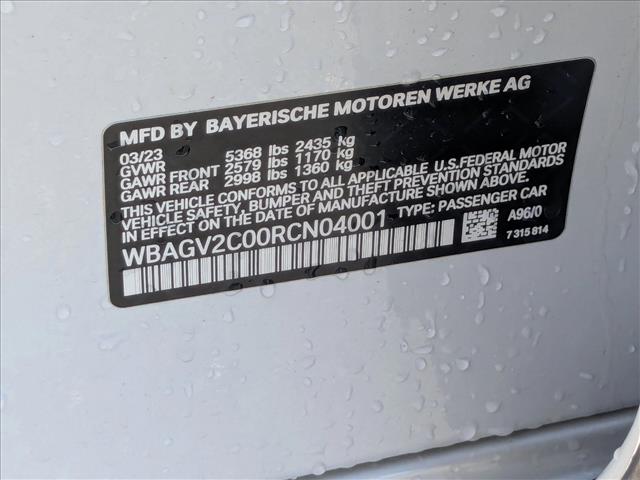 MFD BY BAYERISCHE MOTOREN WERKE AG
03/23
GVWR 5368 lbs 2435 kg
GAWR FRONT 2579 lbs 1170 kg
GAWR REAR 2998 lbs 1360 kg
THIS VEHICLE CONFORMS TO ALL APPLICABLE U.S.FEDERAL MOTOR
VEHICLE SAFETY, BUMPER, AND THEFT PREVENTION STANDARDS
IN EFFECT ON THE DATE OF MANUFACTURE SHOWN ABOVE.
WBAGV2C00RCN04001 TYPE: PASSENGER CAR
A96/0
7 315 814